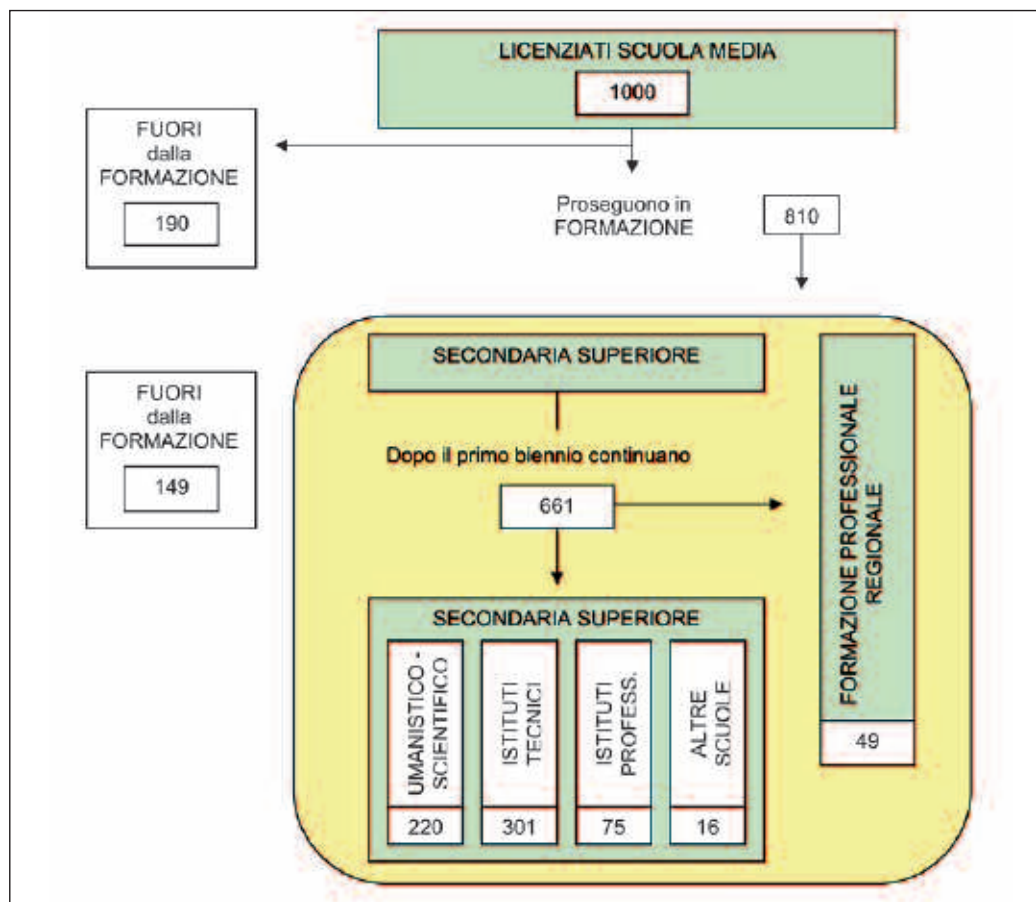 LICENZIATI SCUOLA MEDIA
1000
FUORI
dalla
FORMAZIONE
190
Proseguono in
FORMAZIONE
810
SECONDARIA SUPERIORE
FUORI
dalla
FORMAZIONE
149
Dopo il primo biennio continuano
661
FORMAZIONE PROFESSIONALE
REGIONALE
49
SECONDARIA SUPERIORE
UMANISTICO -
SCIENTIFICO
220
ISTITUTI
TECNICI
301
ISTITUTI
PROFESS.
75
ALTRE
SCUOLE
16